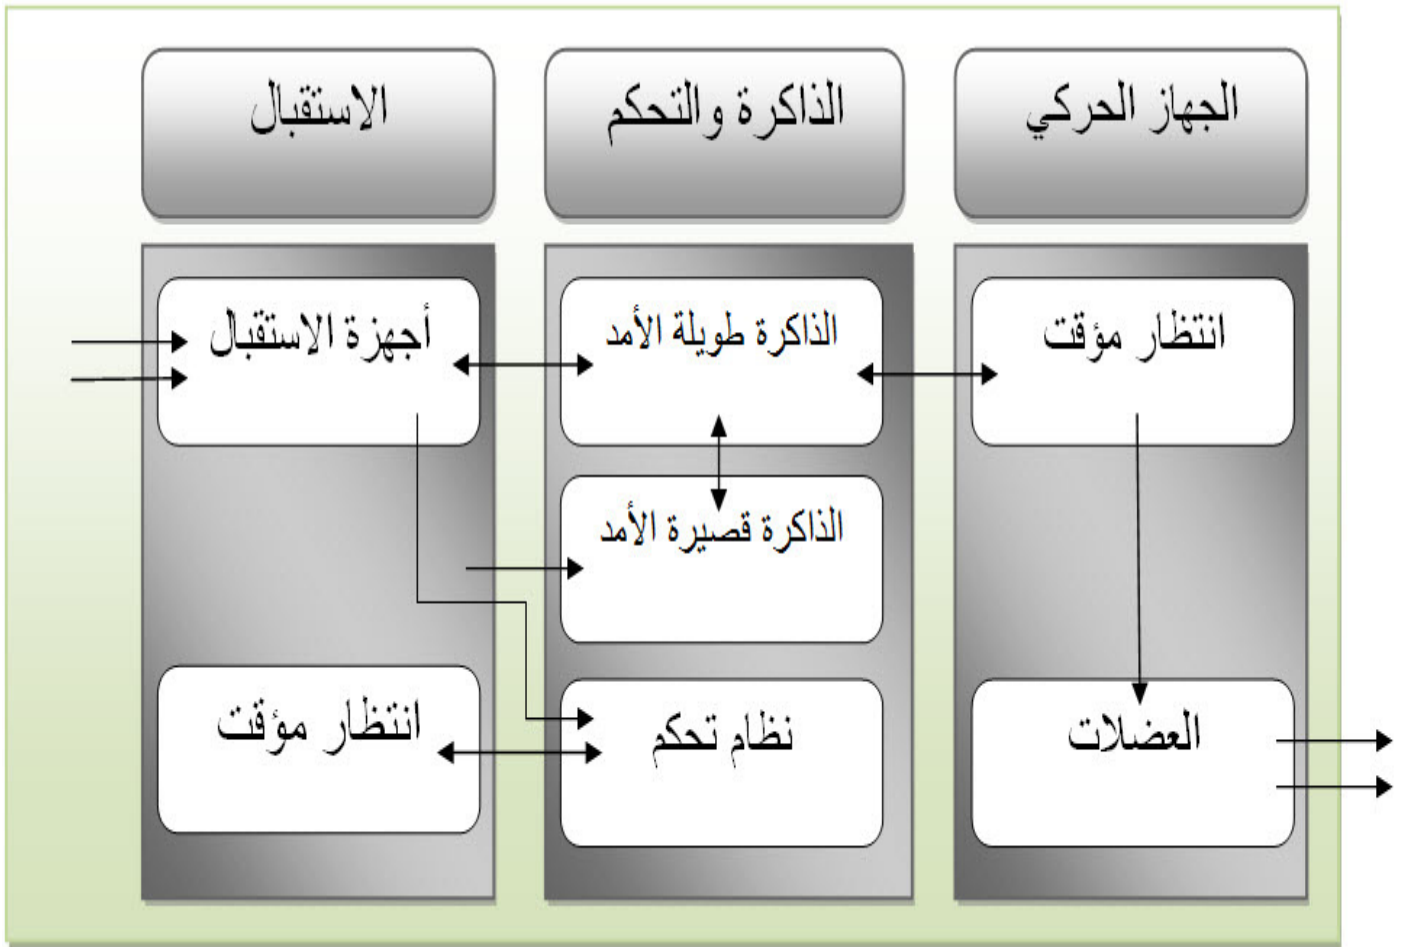 الاستقبال
الذاكرة والتحكم
الجهاز الحركي
أجهزة الاستقبال
الذاكرة طويلة الأمد
انتظار مؤقت
الذاكرة قصيرة الأمد
انتظار مؤقت
نظام تحكم
العضلات